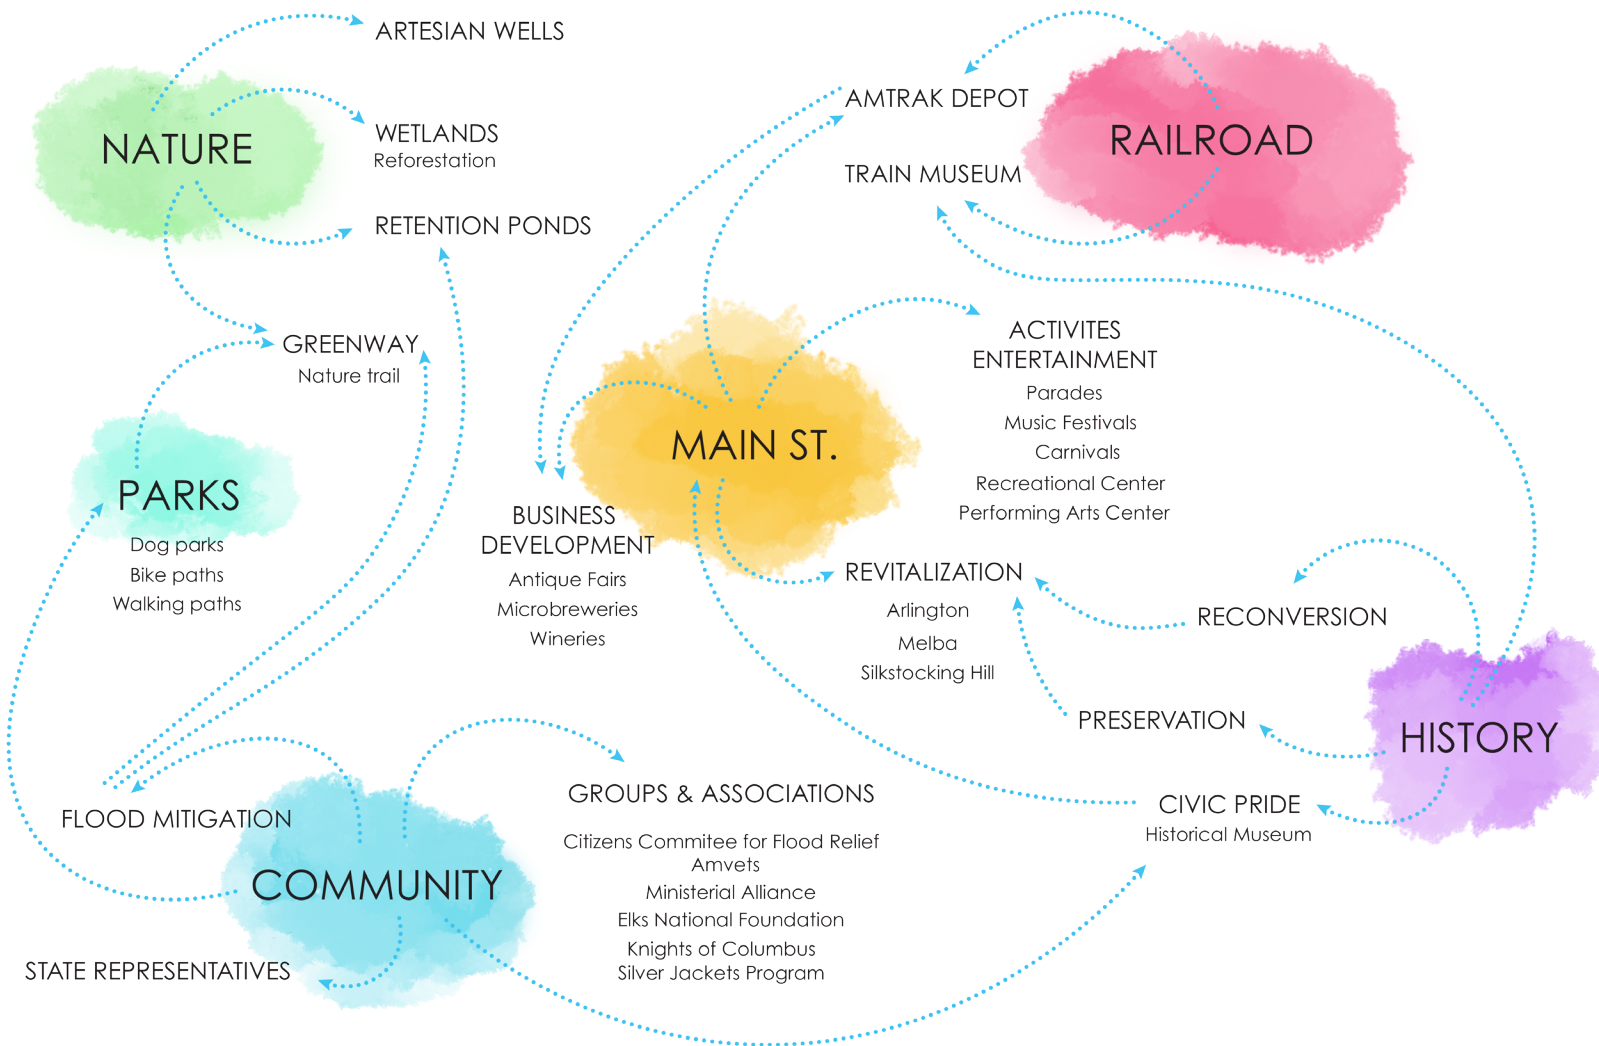 ARTESIAN WELLS
NATURE
WETLANDS
Reforestation
RETENTION PONDS
GREENWAY
Nature trail
PARKS
Dog parks
Bike paths
Walking paths
AMTRAK DEPOT
RAILROAD
TRAIN MUSEUM
ACTIVITES
ENTERTAINMENT
Parades
Music Festivals
Carnivals
Recreational Center
Performing Arts Center
MAIN ST.
BUSINESS
DEVELOPMENT
Antique Fairs
Microbreweries
Wineries
REVITALIZATION
Arlington
Melba
Silkstocking Hill
RECONVERSION
PRESERVATION
HISTORY
CIVIC PRIDE
Historical Museum
FLOOD MITIGATION
COMMUNITY
STATE REPRESENTATIVES
GROUPS & ASSOCIATIONS
Citizens Commitee for Flood Relief
Amvets
Ministerial Alliance
Elks National Foundation
Knights of Columbus
Silver Jackets Program